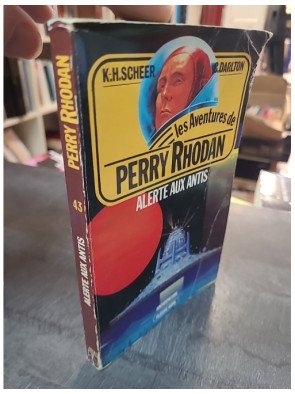 PERRY RHODAN
43
ALERTE AUX ANTIS
K.-H. SCHEER
C. DARLTON
les Aventures de
PERRY RHODAN
ALERTE AUX ANTIS